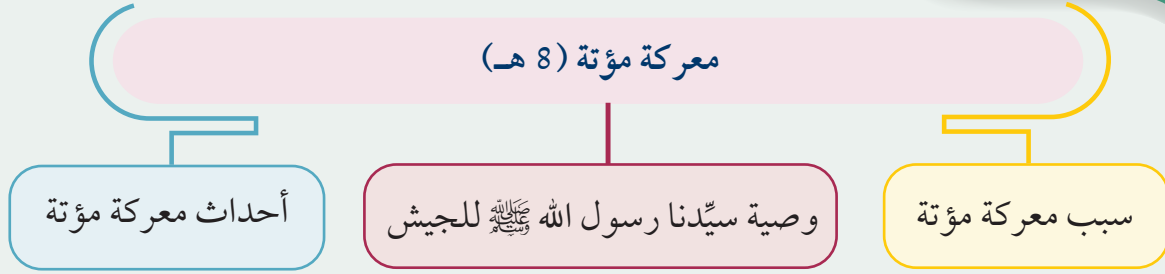 معركة مؤتة (8 هـ)
سبب معركة مؤتة
وصية سيِّدنا رسول الله ﷺ للجيش
أحداث معركة مؤتة